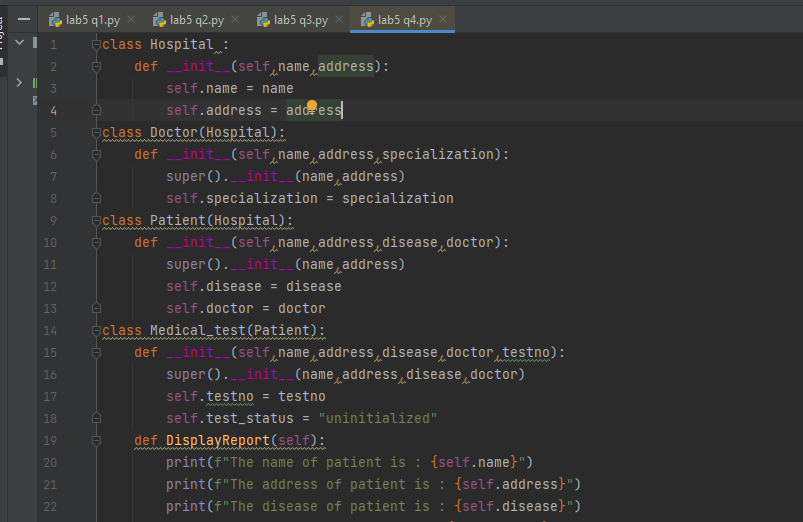 lab5 q1.py lab5 q2.py lab5 q3.py lab5 q4.py
1 class Hospital :
2     def __init__(self,name,address):
3         self.name = name
4         self.address = address
5 class Doctor(Hospital):
6     def __init__(self,name,address,specialization):
7         super().__init__(name,address)
8         self.specialization = specialization
9 class Patient(Hospital):
10     def __init__(self,name,address,disease,doctor):
11         super().__init__(name,address)
12         self.disease = disease
13         self.doctor = doctor
14 class Medical_test(Patient):
15     def __init__(self,name,address,disease,doctor,testno):
16         super().__init__(name,address,disease,doctor)
17         self.testno = testno
18         self.test_status = "uninitialized"
19     def DisplayReport(self):
20         print(f"The name of patient is : {self.name}")
21         print(f"The address of patient is : {self.address}")
22         print(f"The disease of patient is : {self.disease}")